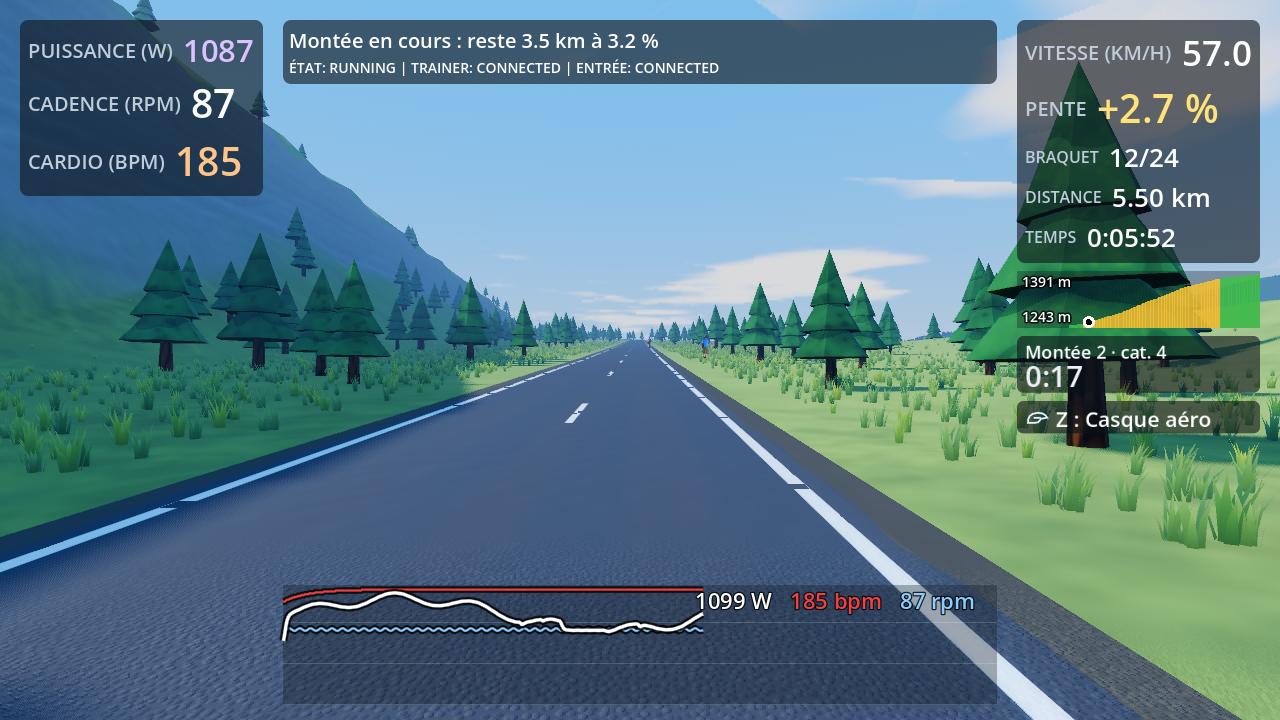 PUISSANCE (W) 1087
CADENCE (RPM) 87
CARDIO (BPM) 185
Montée en cours : reste 3.5 km à 3.2 %
ÉTAT: RUNNING | TRAINER: CONNECTED | ENTRÉE: CONNECTED
VITESSE (KM/H) 57.0
PENTE +2.7 %
BRAQUET 12/24
DISTANCE 5.50 km
TEMPS 0:05:52
1391 m
1243 m
Montée 2 · cat. 4
0:17
Z : Casque aéro
1099 W 185 bpm 87 rpm